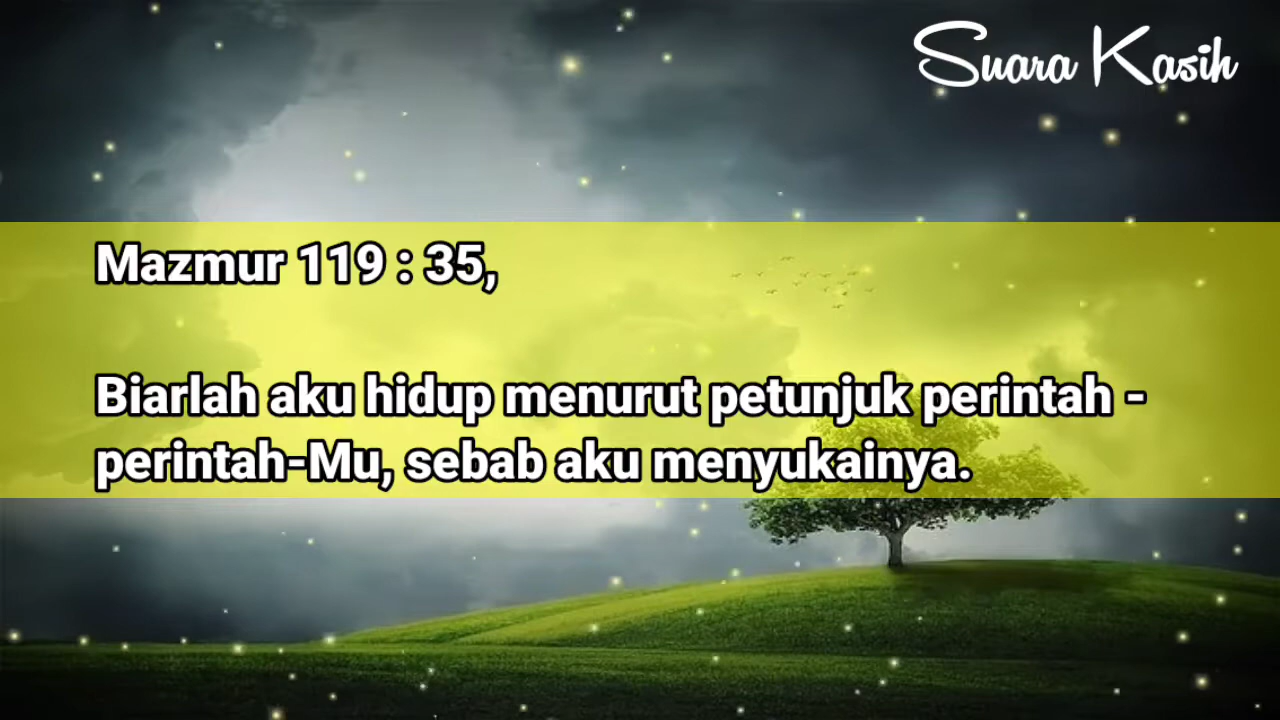 Suara Kasih
Mazmur 119 : 35,
Biarlah aku hidup menurut petunjuk perintah -
perintah-Mu, sebab aku menyukainya.